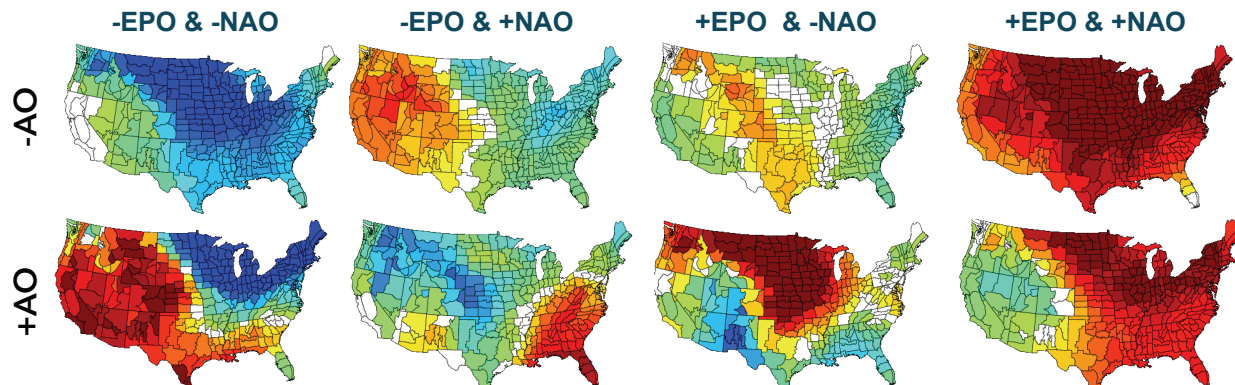 -EPO & -NAO
-EPO & +NAO
+EPO & -NAO
+EPO & +NAO
-AO
+AO